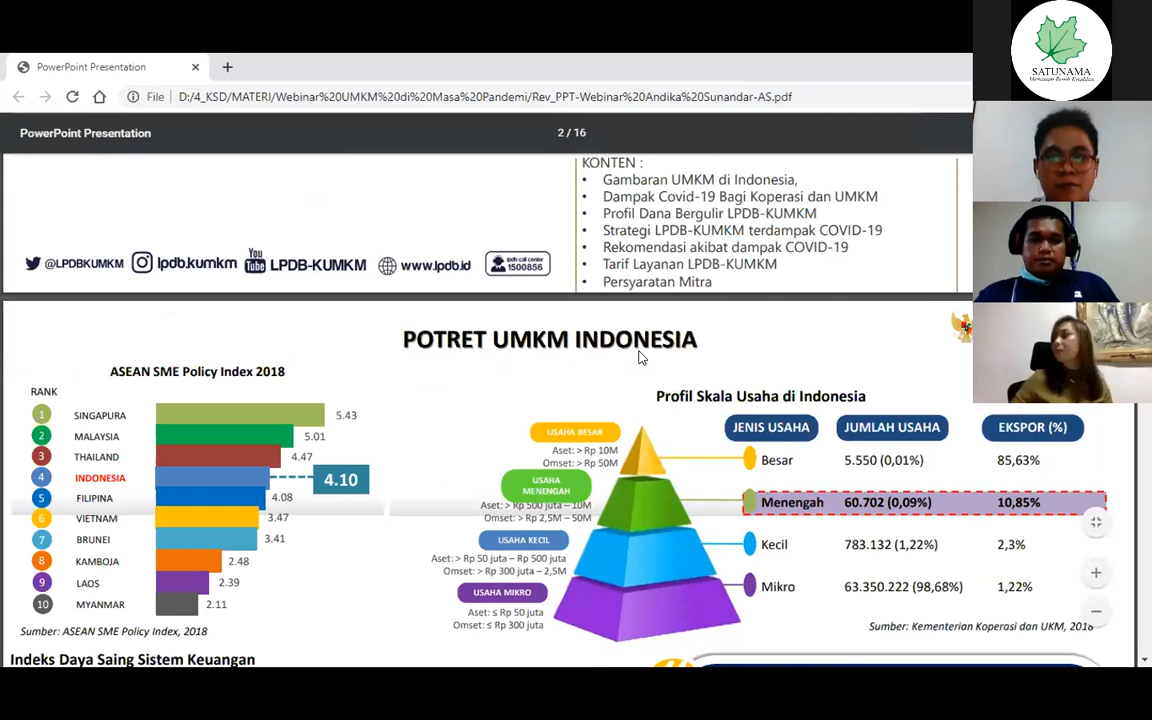 PowerPoint Presentation
File
D:/4_KSD/MATERI/Webinar%20UMKM%20di%20Masa%20Pandemi/Rev_PPT-Webinar%20Andika%20Sunandar-AS.pdf
PowerPoint Presentation
2 / 16
SATUNAMA
KONTEN :
• Gambaran UMKM di Indonesia,
• Dampak Covid-19 Bagi Koperasi dan UMKM
• Profil Dana Bergulir LPDB-KUMKM
• Strategi LPDB-KUMKM terdampak COVID-19
• Rekomendasi akibat dampak COVID-19
• Tarif Layanan LPDB-KUMKM
• Persyaratan Mitra
@LPDBKUMKM
lpdb.kumkm
You Tube LPDB-KUMKM
www.lpdb.id
lpdb call center
1500856
POTRET UMKM INDONESIA
ASEAN SME Policy Index 2018
RANK
1 SINGAPURA 5.43
2 MALAYSIA 5.01
3 THAILAND 4.47
4 INDONESIA 4.10
5 FILIPINA 4.08
6 VIETNAM 3.47
7 BRUNEI 3.41
8 KAMBOJA 2.48
9 LAOS 2.39
10 MYANMAR 2.11
Sumber: ASEAN SME Policy Index, 2018
Profil Skala Usaha di Indonesia
USAHA BESAR
Aset: > Rp 10M
Omset: > Rp 50M
USAHA
MENENGAH
Aset: > Rp 500 juta – 10M
Omset: > Rp 2,5M – 50M
USAHA KECIL
Aset: > Rp 50 juta – Rp 500 juta
Omset: > Rp 300 juta – 2,5M
USAHA MIKRO
Aset: ≤ Rp 50 juta
Omset: ≤ Rp 300 juta
JENIS USAHA JUMLAH USAHA EKSPOR (%)
Besar 5.550 (0,01%) 85,63%
Menengah 60.702 (0,09%) 10,85%
Kecil 783.132 (1,22%) 2,3%
Mikro 63.350.222 (98,68%) 1,22%
Sumber: Kementerian Koperasi dan UKM, 2018
Indeks Daya Saing Sistem Keuangan